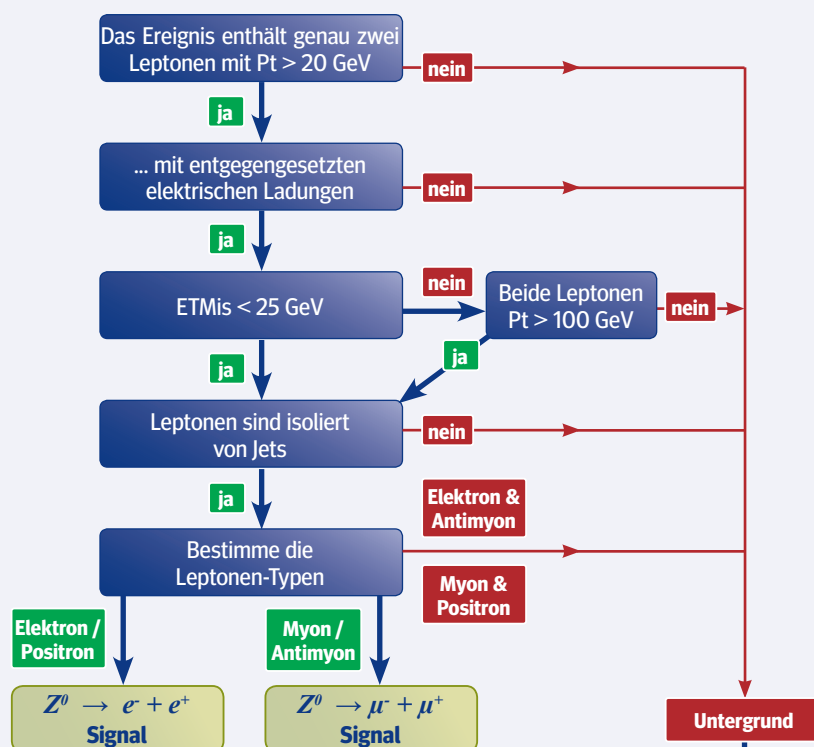 Das Ereignis enthält genau zwei
Leptonen mit Pt > 20 GeV
nein
ja
... mit entgegengesetzten
elektrischen Ladungen
nein
ja
ETMis < 25 GeV
nein
Beide Leptonen
Pt > 100 GeV
nein
ja
ja
Leptonen sind isoliert
von Jets
nein
ja
Elektron &
Antimyon
Bestimme die
Leptonen-Typen
Myon &
Positron
Elektron /
Positron
Myon /
Antimyon
Z⁰ → e⁻ + e⁺
Signal
Z⁰ → μ⁻ + μ⁺
Signal
Untergrund